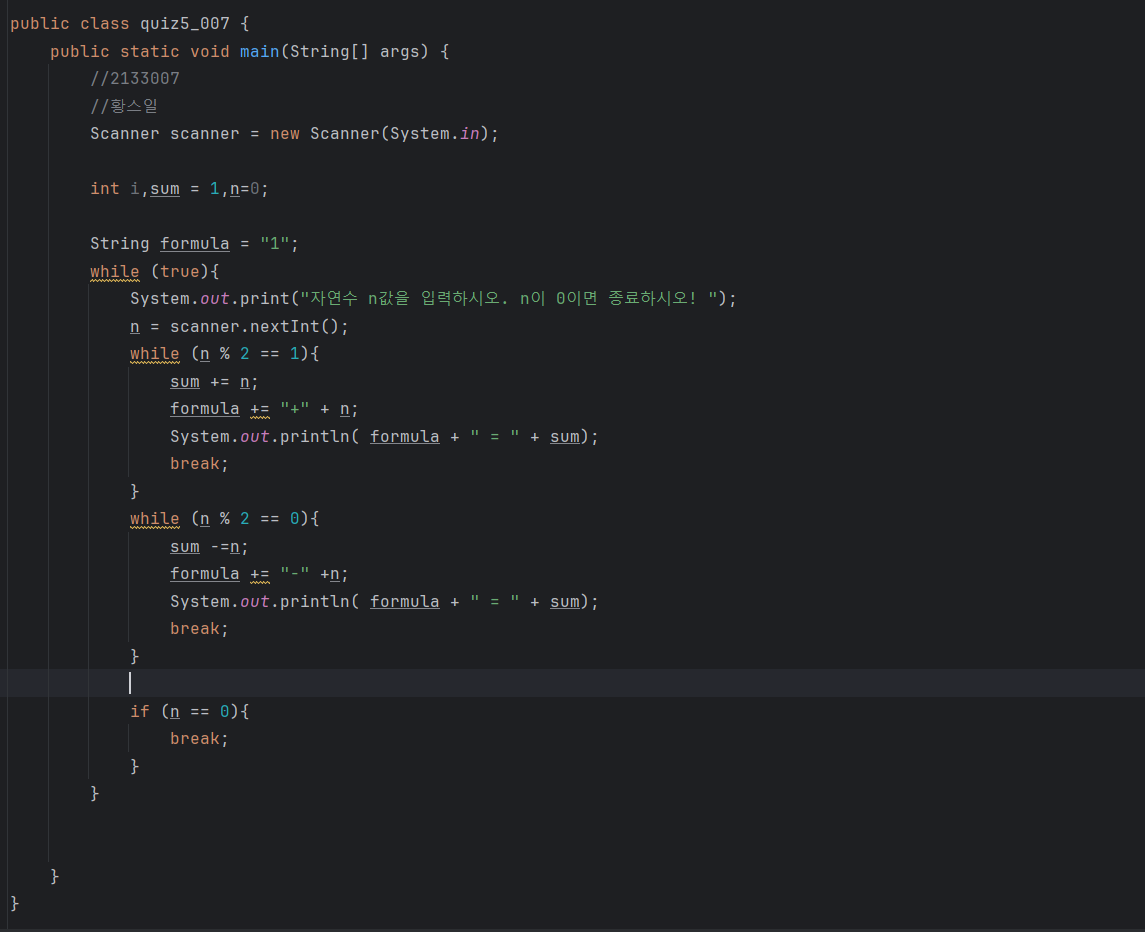 public class quiz5_007 {
public static void main(String[] args) {
//2133007
//황스일
Scanner scanner = new Scanner(System.in);
int i,sum = 1,n=0;
String formula = "1";
while (true){
System.out.print("자연수 n값을 입력하시오. n이 0이면 종료하시오! ");
n = scanner.nextInt();
while (n % 2 == 1){
sum += n;
formula += "+" + n;
System.out.println( formula + " = " + sum);
break;
}
while (n % 2 == 0){
sum -=n;
formula += "-" +n;
System.out.println( formula + " = " + sum);
break;
}
if (n == 0){
break;
}
}
}
}